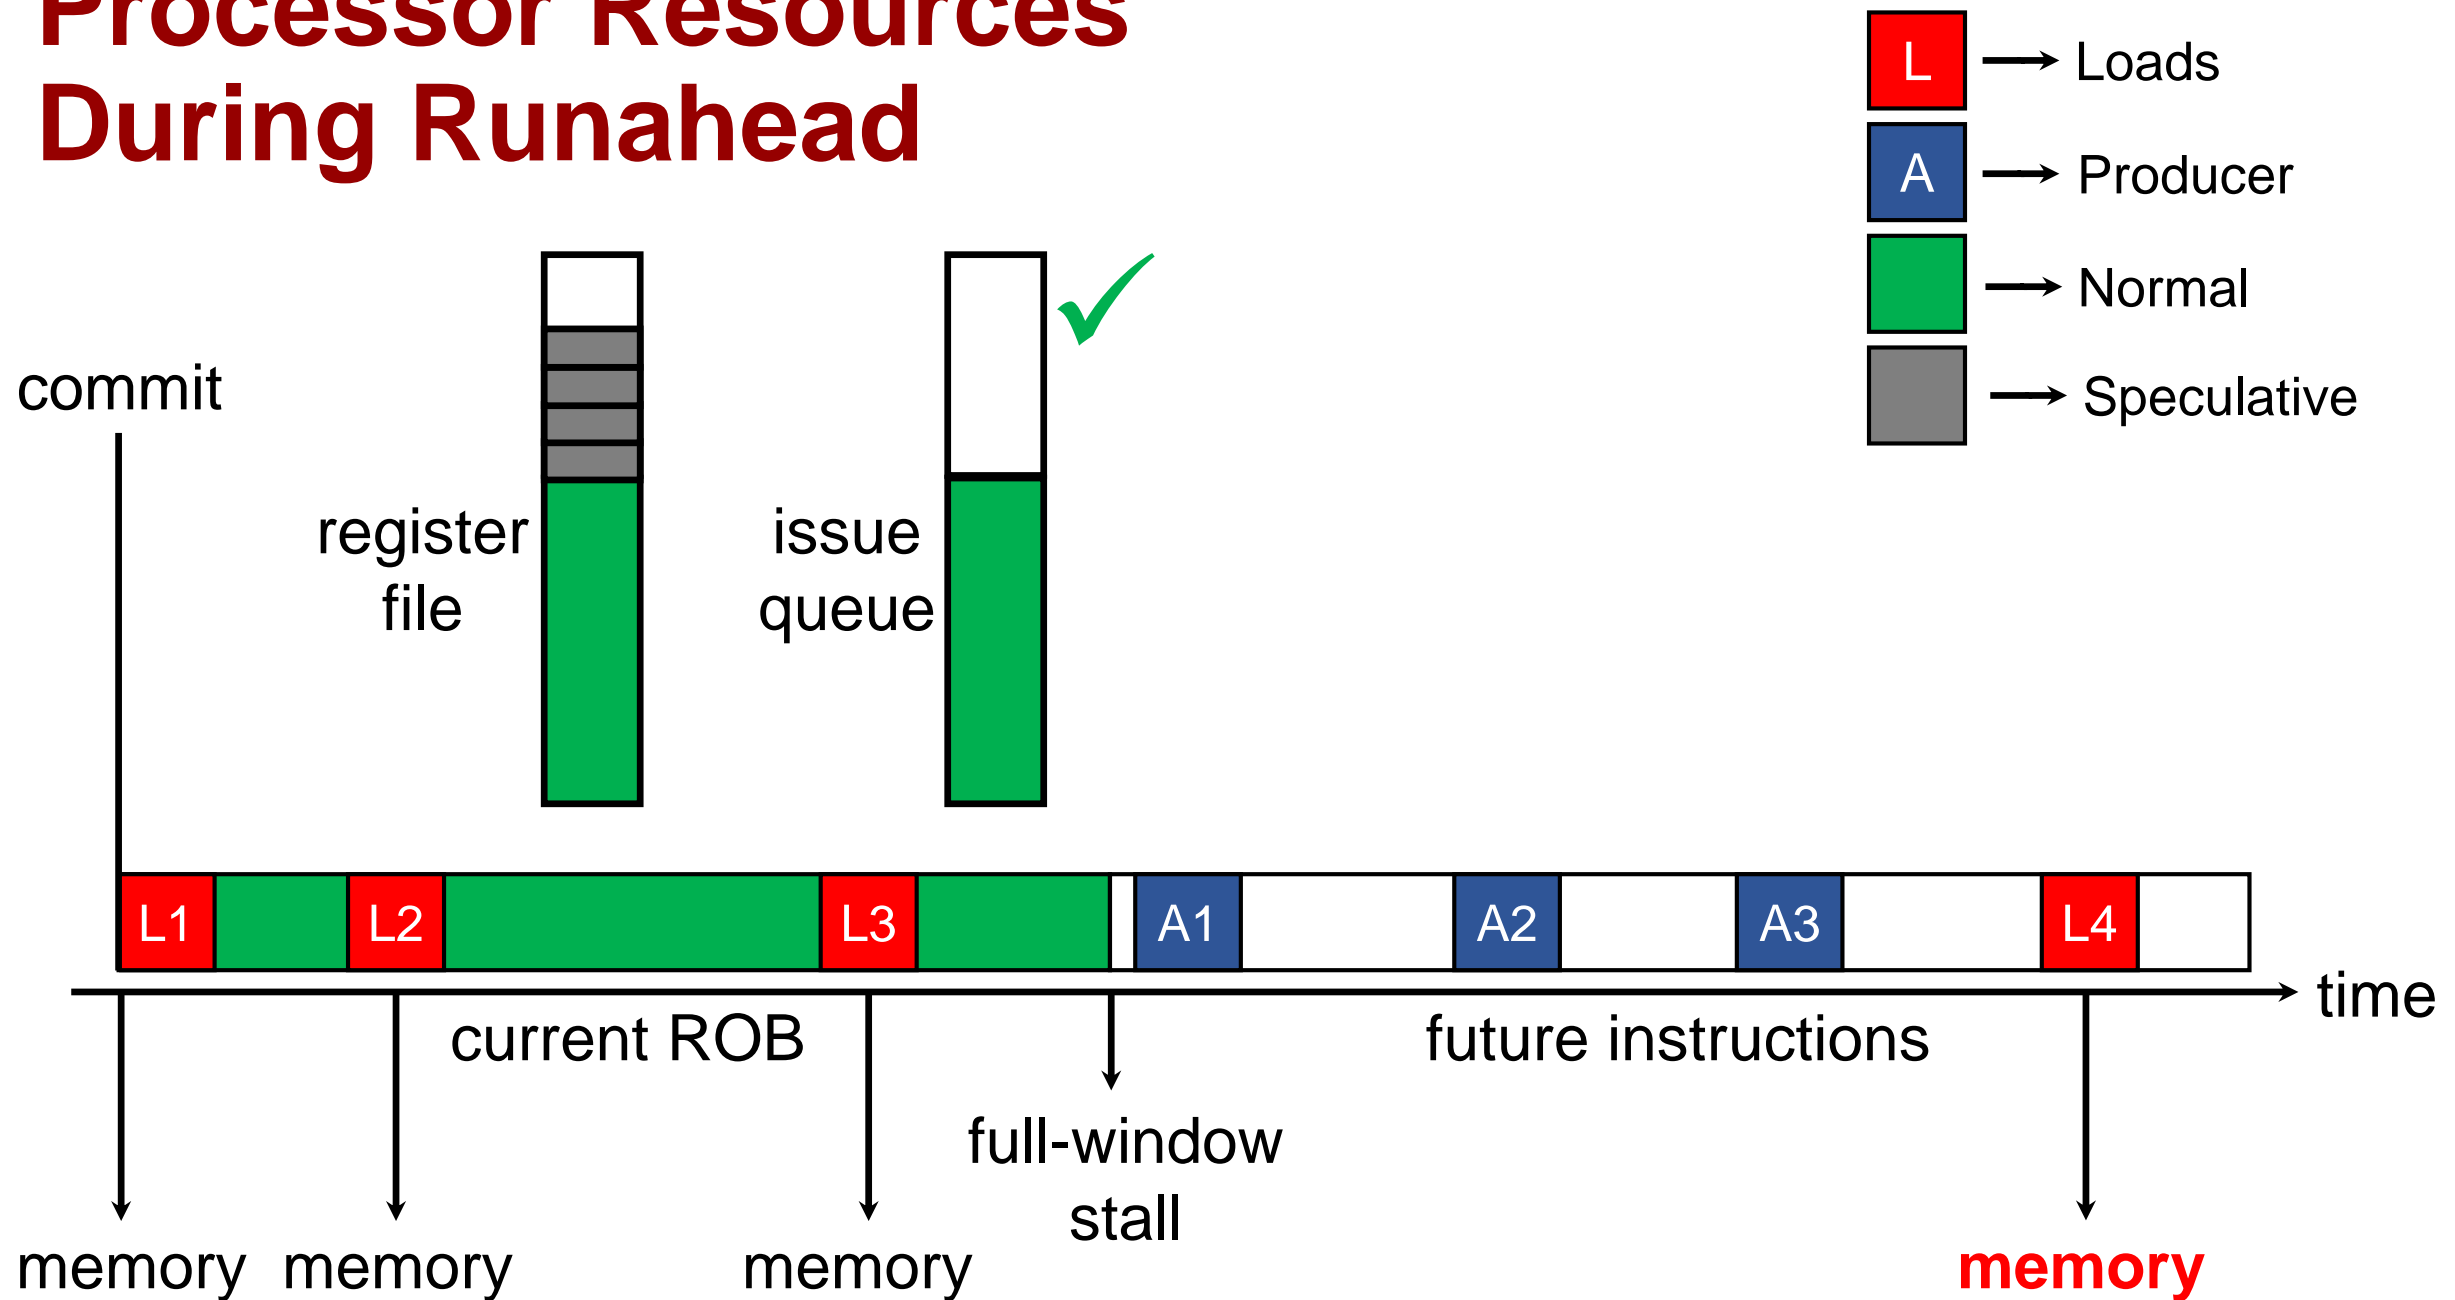 Processor Resources
During Runahead
L
Loads
A
Producer
Normal
Speculative
commit
register
file
issue
queue
L1
L2
L3
A1
A2
A3
L4
time
current ROB
future instructions
full-window
stall
memory
memory
memory
memory